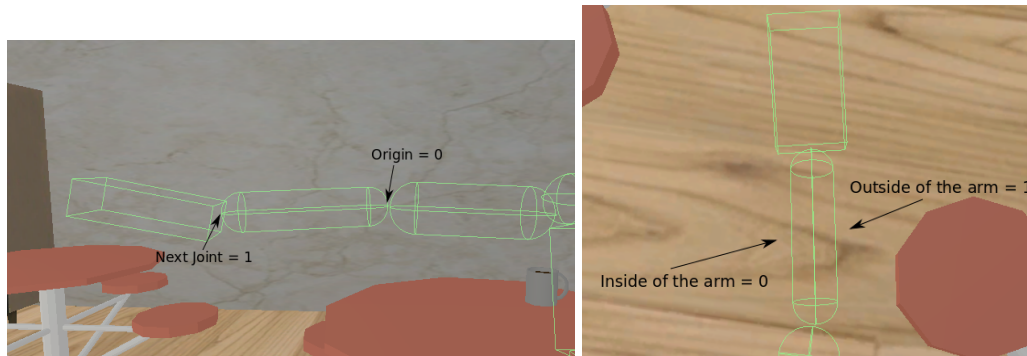 Origin = 0
Next Joint = 1
Outside of the arm = 1
Inside of the arm = 0